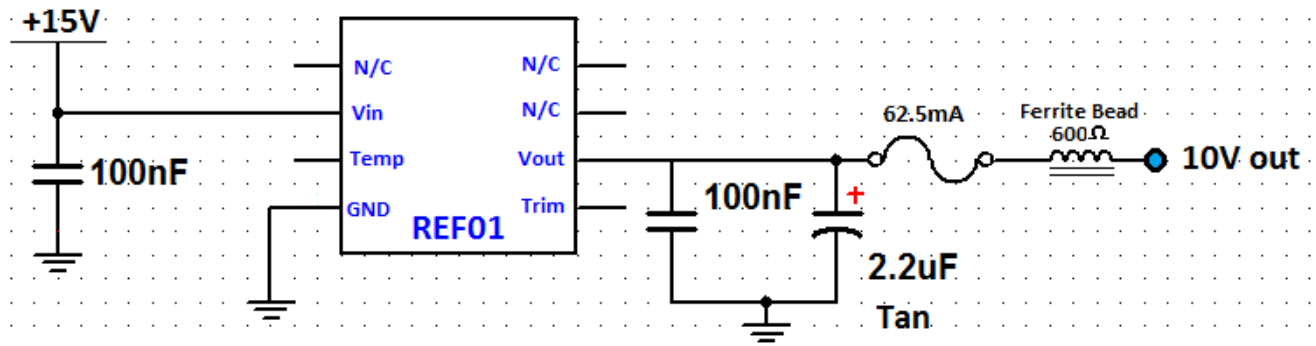 +15V
100nF
N/C
Vin
Temp
GND
N/C
N/C
Vout
Trim
REF01
100nF
+
2.2uF
Tan
62.5mA
Ferrite Bead
600Ω
10V out